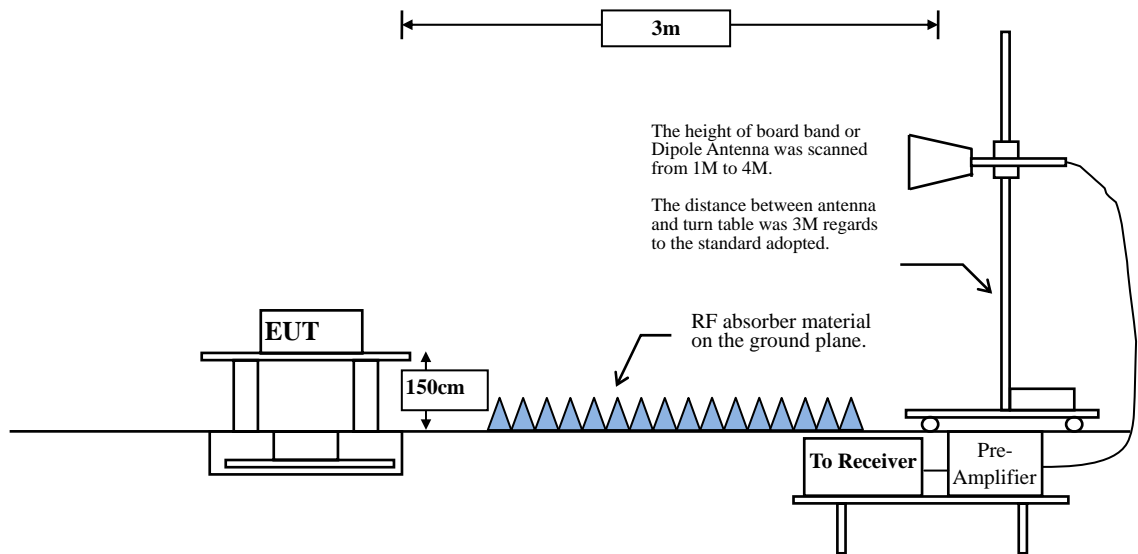 3m
The height of board band or
Dipole Antenna was scanned
from 1M to 4M.
The distance between antenna
and turn table was 3M regards
to the standard adopted.
EUT
RF absorber material
on the ground plane.
150cm
To Receiver
Pre-
Amplifier